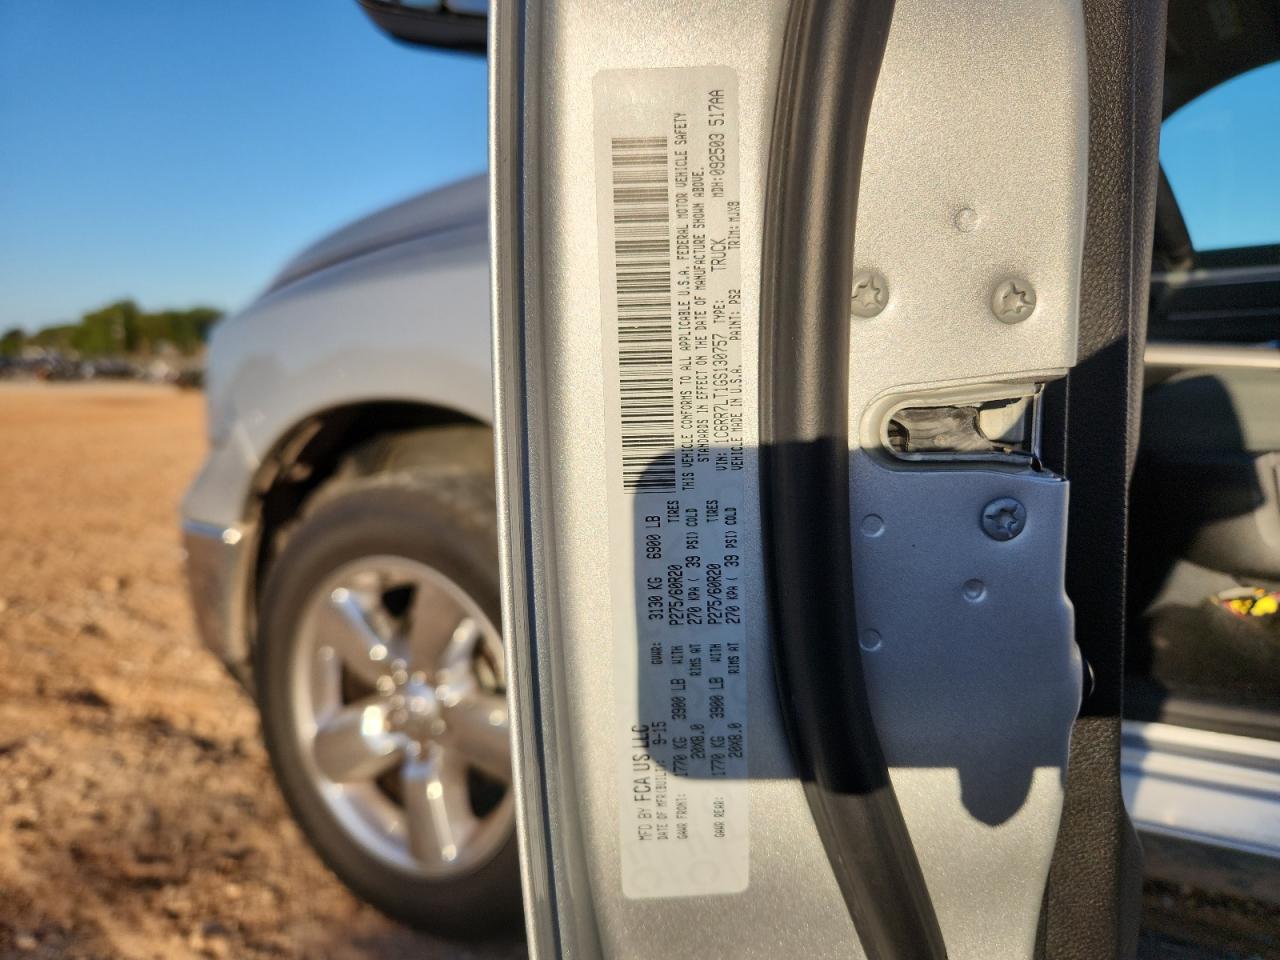 MFD BY FCA US LLC
DATE OF MFR(BUILT): 9-15 GVWR: 3130 KG 6900 LB
GAWR FRONT: 1770 KG 3900 LB WITH P275/60R20 TIRES
20X8.0 RIMS AT 270 KPA( 39 PSI) COLD
GAWR REAR: 1770 KG 3900 LB WITH P275/60R20 TIRES
20X8.0 RIMS AT 270 KPA( 39 PSI) COLD
THIS VEHICLE CONFORMS TO ALL APPLICABLE U.S.A. FEDERAL MOTOR VEHICLE SAFETY
STANDARDS IN EFFECT ON THE DATE OF MANUFACTURE SHOWN ABOVE.
VIN: 1C6RR7LT1GS130757 TYPE: TRUCK MDH:092503 517AA
VEHICLE MADE IN U.S.A. PAINT: PS2 TRIM: MJX8